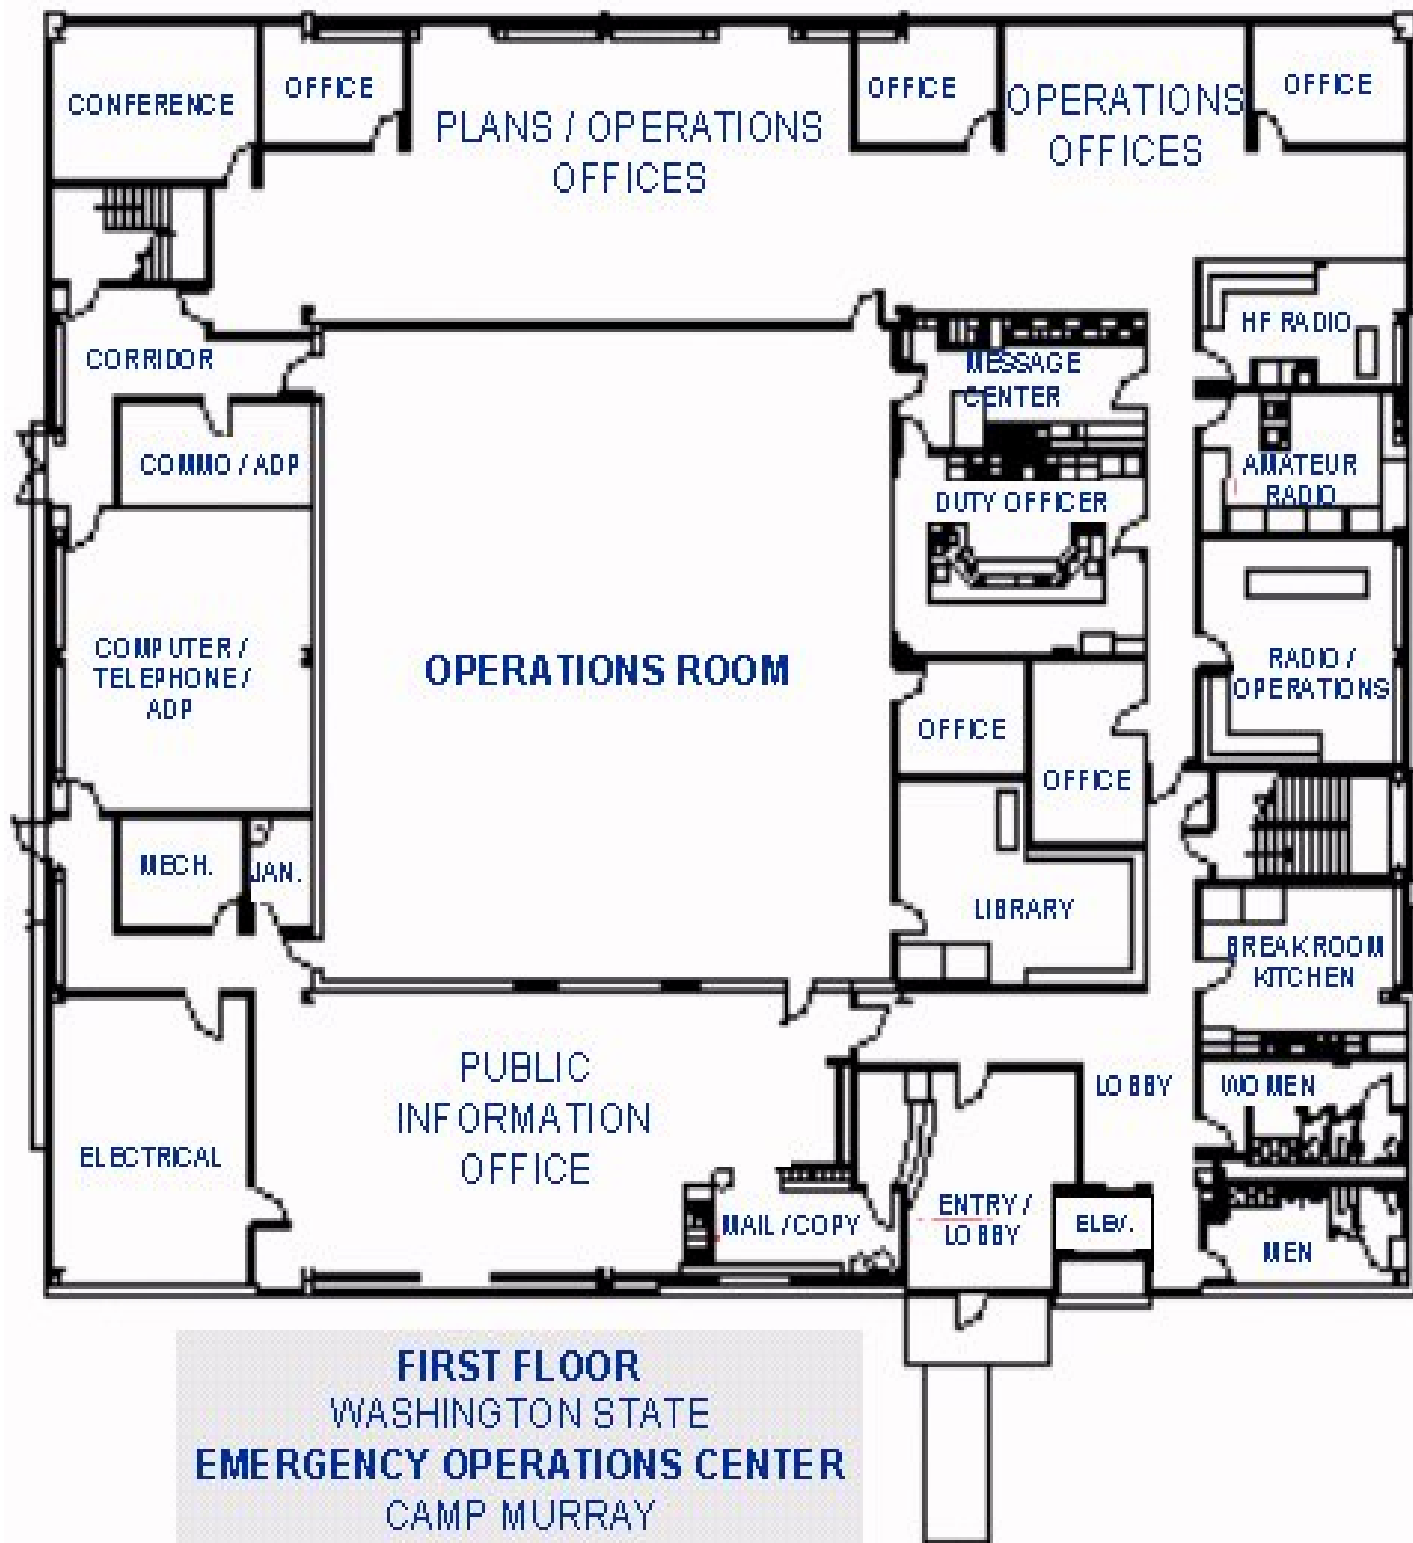 CONFERENCE
OFFICE
PLANS / OPERATIONS
OFFICES
OFFICE
OPERATIONS
OFFICES
OFFICE
HF RADIO
CORRIDOR
MESSAGE
CENTER
COMMO / ADP
AMATEUR
RADIO
DUTY OFFICER
COMPUTER /
TELEPHONE /
ADP
OPERATIONS ROOM
RADIO /
OPERATIONS
OFFICE
OFFICE
MECH.
JAN.
LIBRARY
BREAKROOM
KITCHEN
PUBLIC
INFORMATION
OFFICE
LOBBY
WOMEN
ELECTRICAL
MAIL / COPY
ENTRY /
LOBBY
ELEV.
MEN
FIRST FLOOR
WASHINGTON STATE
EMERGENCY OPERATIONS CENTER
CAMP MURRAY